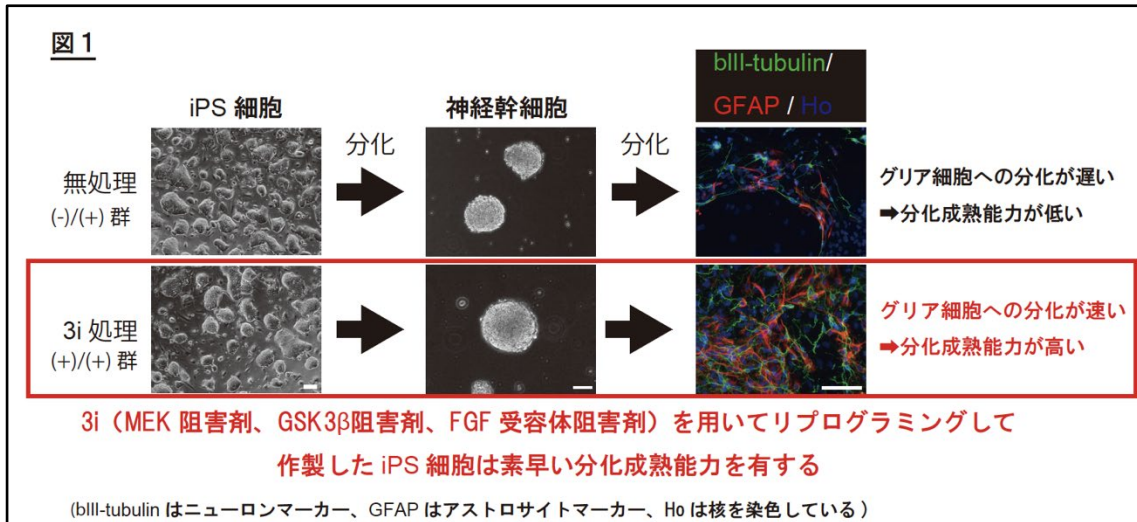 図1
bIII-tubulin/
GFAP / Ho
iPS 細胞
神経幹細胞
分化
分化
無処理
(-)/(+) 群
グリア細胞への分化が遅い
➡分化成熟能力が低い
3i 処理
(+)/(+) 群
グリア細胞への分化が速い
➡分化成熟能力が高い
3i（MEK 阻害剤、GSK3β阻害剤、FGF 受容体阻害剤）を用いてリプログラミングして
作製した iPS 細胞は素早い分化成熟能力を有する
(bIII-tubulin はニューロンマーカー、GFAP はアストロサイトマーカー、Ho は核を染色している )